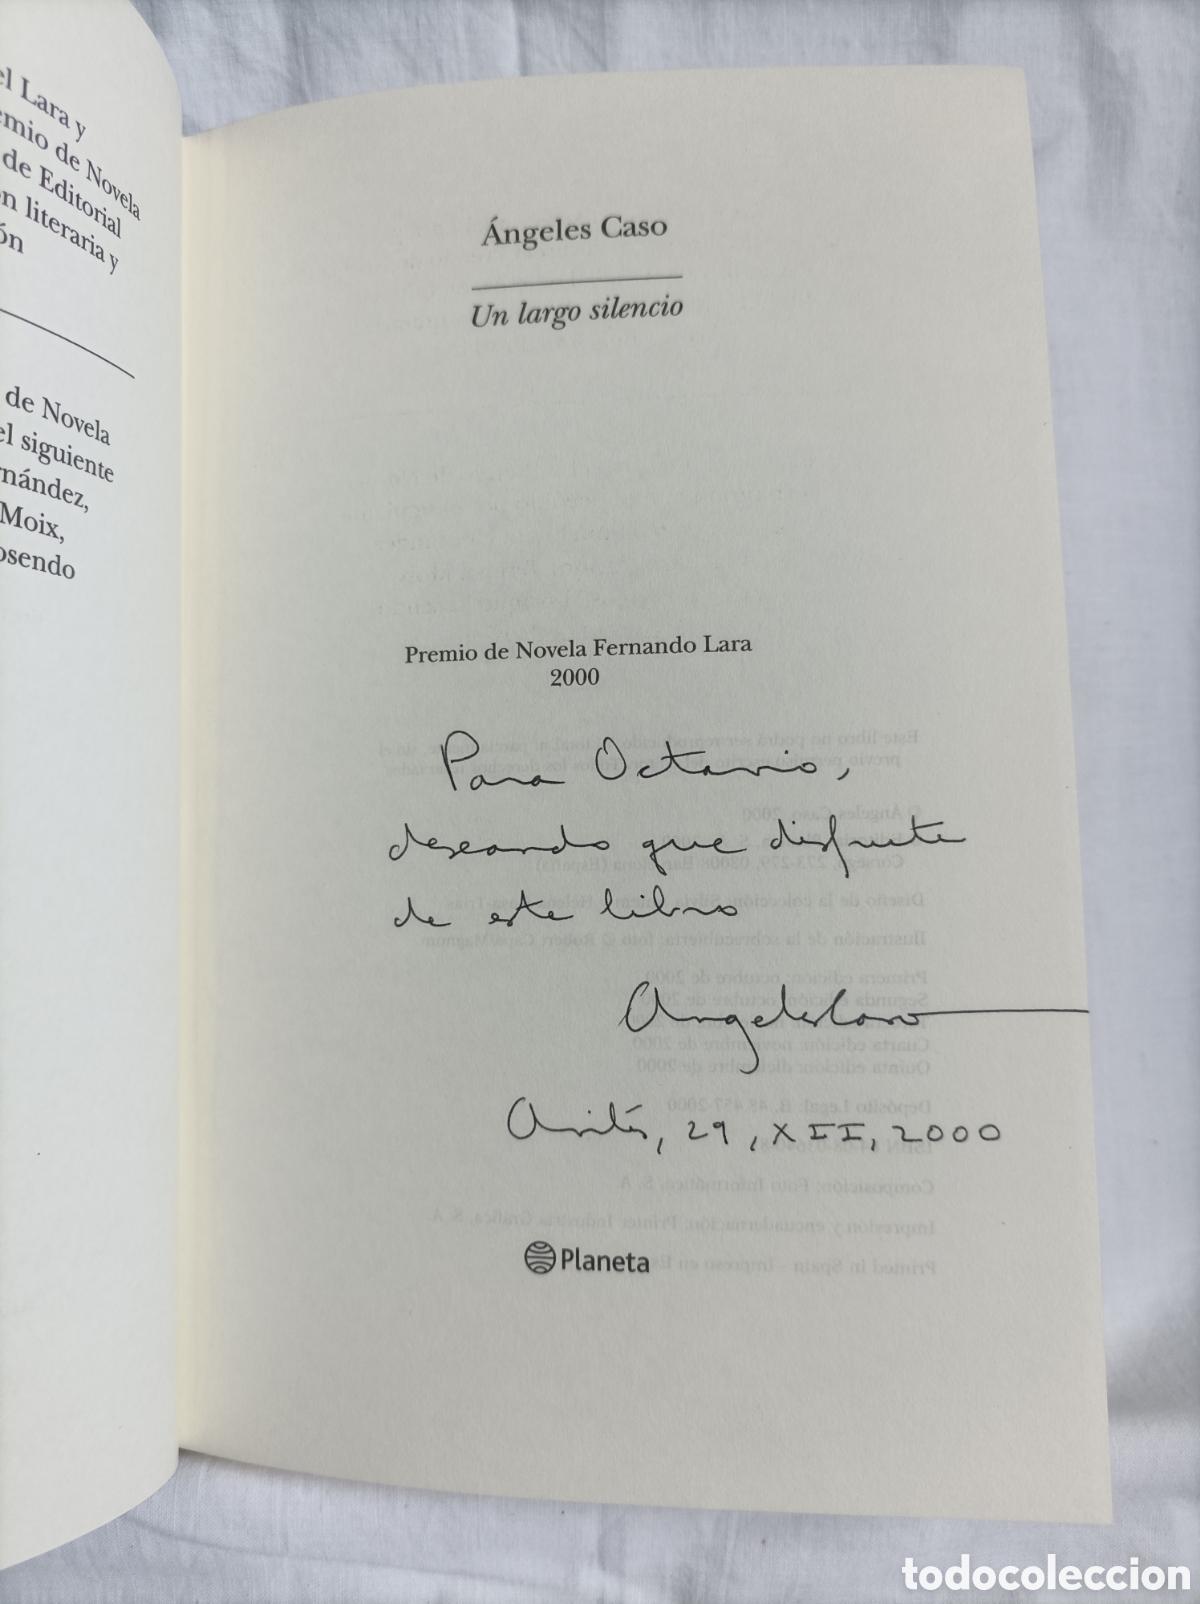 el Lara y
emio de Novela
de Editorial
n literaria y
ón
de Novela
el siguiente
rnández,
Moix,
osendo
Ángeles Caso
Un largo silencio
Premio de Novela Fernando Lara
2000
Para Octavio,
deseando que disfrute
de este libro
Angeles Caso
Avilés, 29, XII, 2000
Planeta
todocoleccion